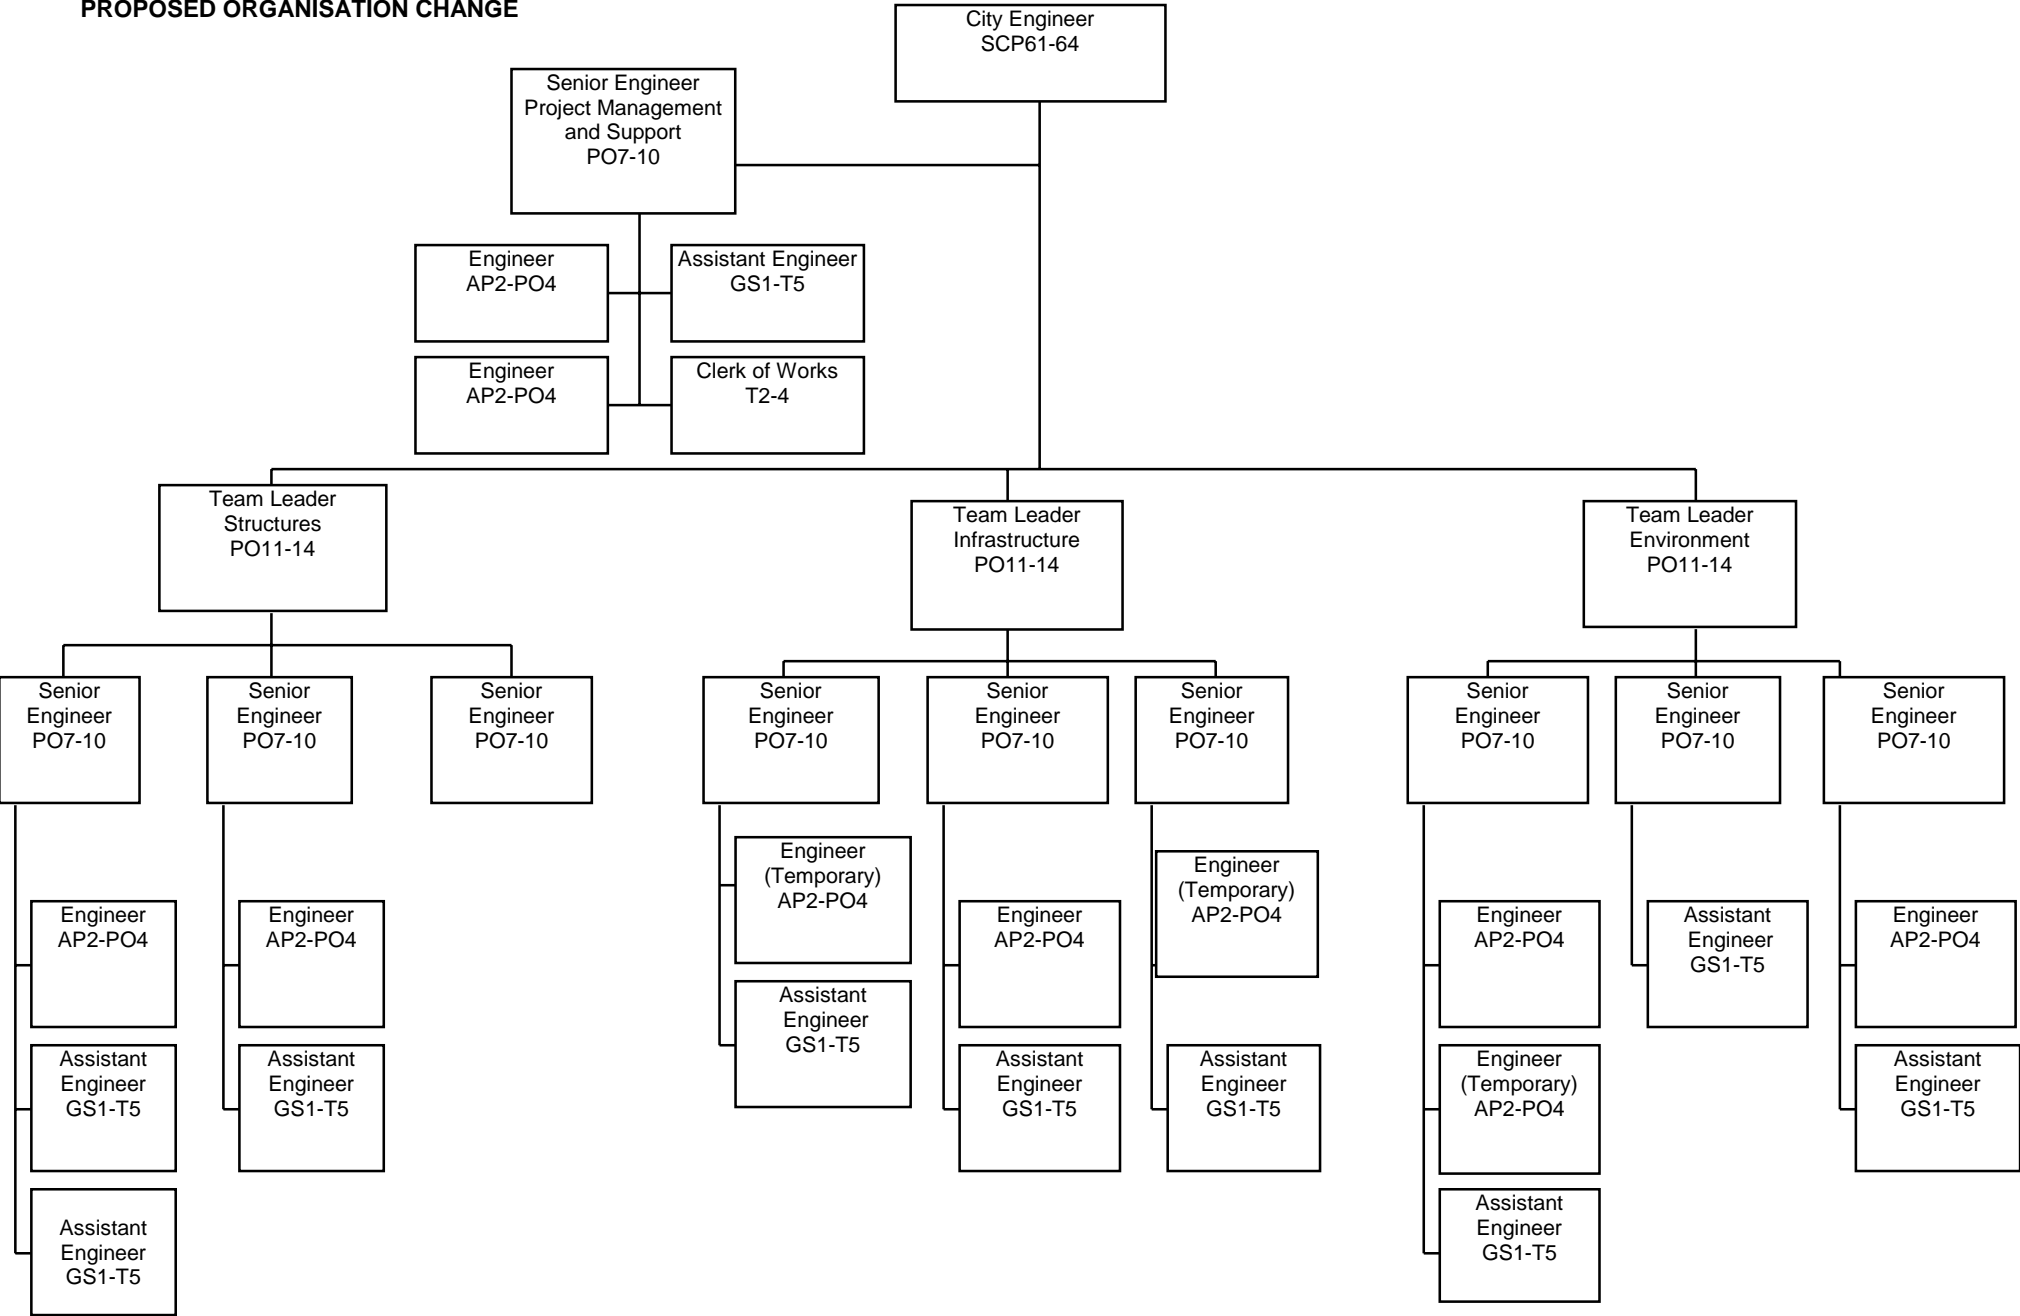 PROPOSED ORGANISATION CHANGE
City Engineer
SCP61-64
Senior Engineer
Project Management
and Support
PO7-10
Engineer
AP2-PO4
Assistant Engineer
GS1-T5
Engineer
AP2-PO4
Clerk of Works
T2-4
Team Leader
Structures
PO11-14
Team Leader
Infrastructure
PO11-14
Team Leader
Environment
PO11-14
Senior
Engineer
PO7-10
Senior
Engineer
PO7-10
Senior
Engineer
PO7-10
Senior
Engineer
PO7-10
Senior
Engineer
PO7-10
Senior
Engineer
PO7-10
Senior
Engineer
PO7-10
Senior
Engineer
PO7-10
Senior
Engineer
PO7-10
Engineer
AP2-PO4
Assistant
Engineer
GS1-T5
Assistant
Engineer
GS1-T5
Engineer
AP2-PO4
Assistant
Engineer
GS1-T5
Engineer
(Temporary)
AP2-PO4
Assistant
Engineer
GS1-T5
Engineer
AP2-PO4
Assistant
Engineer
GS1-T5
Engineer
(Temporary)
AP2-PO4
Assistant
Engineer
GS1-T5
Engineer
AP2-PO4
Engineer
(Temporary)
AP2-PO4
Assistant
Engineer
GS1-T5
Assistant
Engineer
GS1-T5
Engineer
AP2-PO4
Assistant
Engineer
GS1-T5